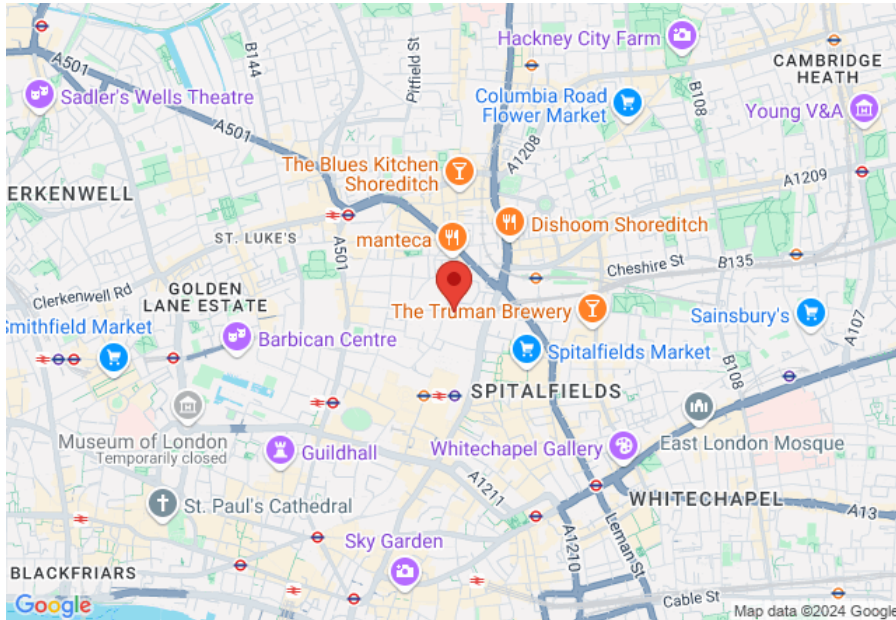 A501
B144
Pitfield St
Hackney City Farm
CAMBRIDGE
HEATH
Sadler's Wells Theatre
A501
Columbia Road
Flower Market
B108
Young V&A
A1208
The Blues Kitchen
Shoreditch
A1209
ERKENWELL
ST. LUKE'S
A501
manteca
Dishoom Shoreditch
Cheshire St
B135
Clerkenwell Rd
GOLDEN
LANE ESTATE
The Truman Brewery
Sainsbury's
A107
Smithfield Market
Barbican Centre
Spitalfields Market
B108
SPITALFIELDS
Museum of London
Temporarily closed
Guildhall
Whitechapel Gallery
East London Mosque
A1211
St. Paul's Cathedral
WHITECHAPEL
A13
Sky Garden
A1210
Leman St
BLACKFRIARS
Cable St
Google
Map data ©2024 Google